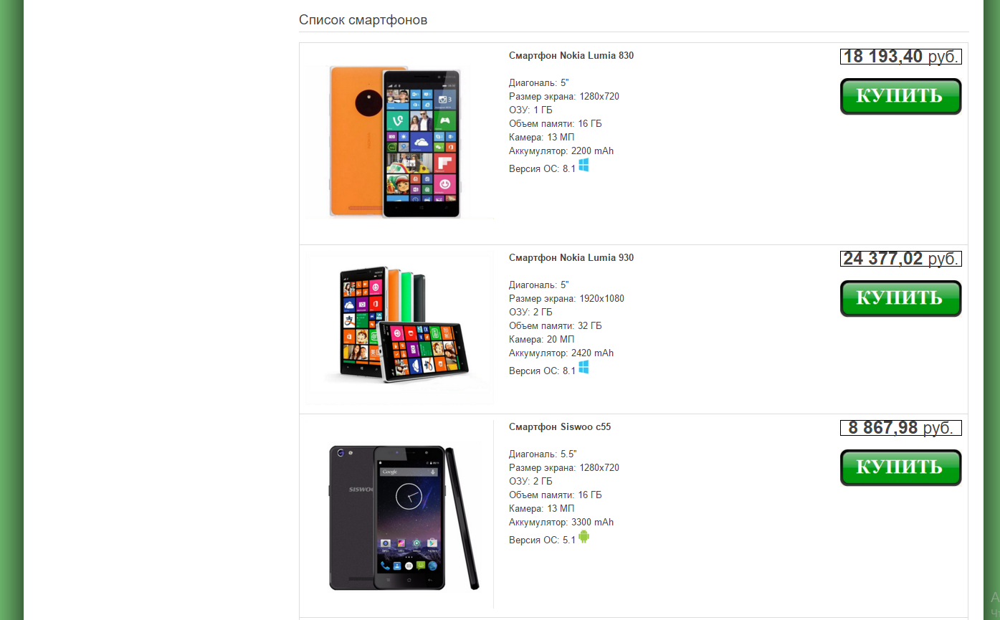 Список смартфонов
Смартфон Nokia Lumia 830
18 193,40 руб.
КУПИТЬ
Диагональ: 5"
Размер экрана: 1280x720
ОЗУ: 1 ГБ
Объем памяти: 16 ГБ
Камера: 13 МП
Аккумулятор: 2200 mAh
Версия ОС: 8.1
Смартфон Nokia Lumia 930
24 377,02 руб.
КУПИТЬ
Диагональ: 5"
Размер экрана: 1920x1080
ОЗУ: 2 ГБ
Объем памяти: 32 ГБ
Камера: 20 МП
Аккумулятор: 2420 mAh
Версия ОС: 8.1
Смартфон Siswoo c55
8 867,98 руб.
КУПИТЬ
Диагональ: 5.5"
Размер экрана: 1280x720
ОЗУ: 2 ГБ
Объем памяти: 16 ГБ
Камера: 13 МП
Аккумулятор: 3300 mAh
Версия ОС: 5.1
Google